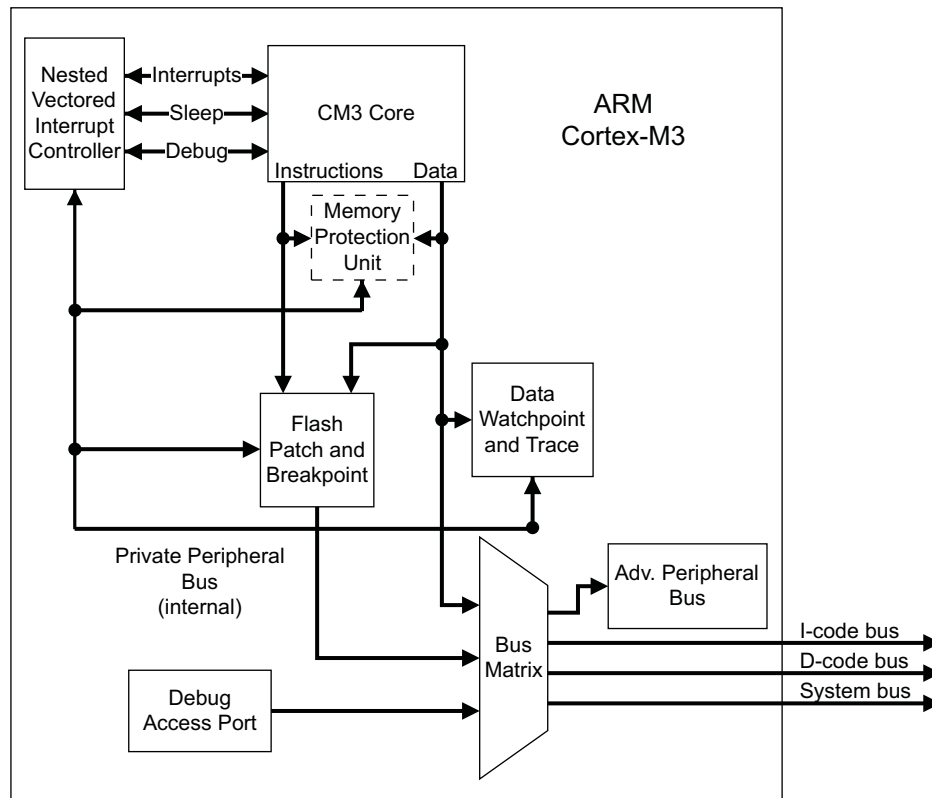 Nested
Vectored
Interrupt
Controller
Interrupts
Sleep
Debug
CM3 Core
Instructions
Data
ARM
Cortex-M3
Memory
Protection
Unit
Flash
Patch and
Breakpoint
Data
Watchpoint
and Trace
Private Peripheral
Bus
(internal)
Adv. Peripheral
Bus
Bus
Matrix
I-code bus
D-code bus
System bus
Debug
Access Port